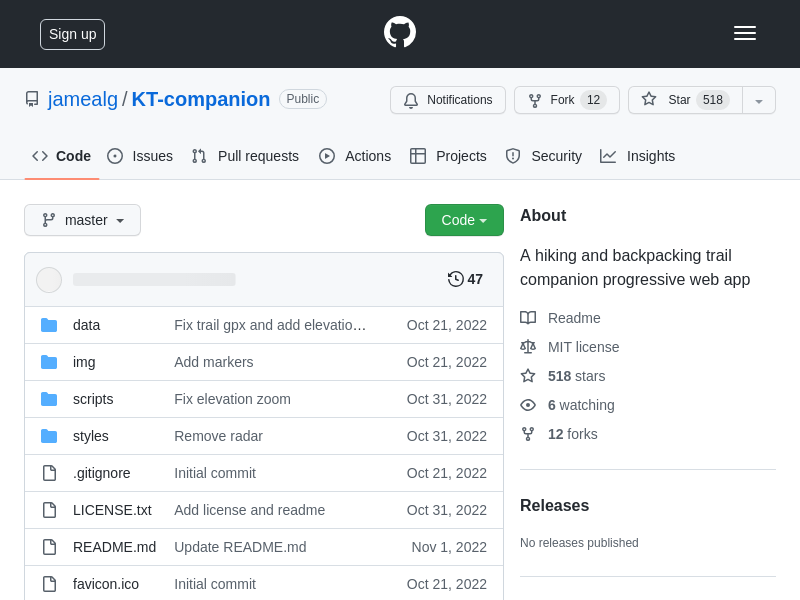 Sign up
jamealg / KT-companion Public
Notifications Fork 12 Star 518
Code Issues Pull requests Actions Projects Security Insights
master Code
47
data Fix trail gpx and add elevatio… Oct 21, 2022
img Add markers Oct 21, 2022
scripts Fix elevation zoom Oct 31, 2022
styles Remove radar Oct 31, 2022
.gitignore Initial commit Oct 21, 2022
LICENSE.txt Add license and readme Oct 31, 2022
README.md Update README.md Nov 1, 2022
favicon.ico Initial commit Oct 21, 2022
About
A hiking and backpacking trail
companion progressive web app
Readme
MIT license
518 stars
6 watching
12 forks
Releases
No releases published